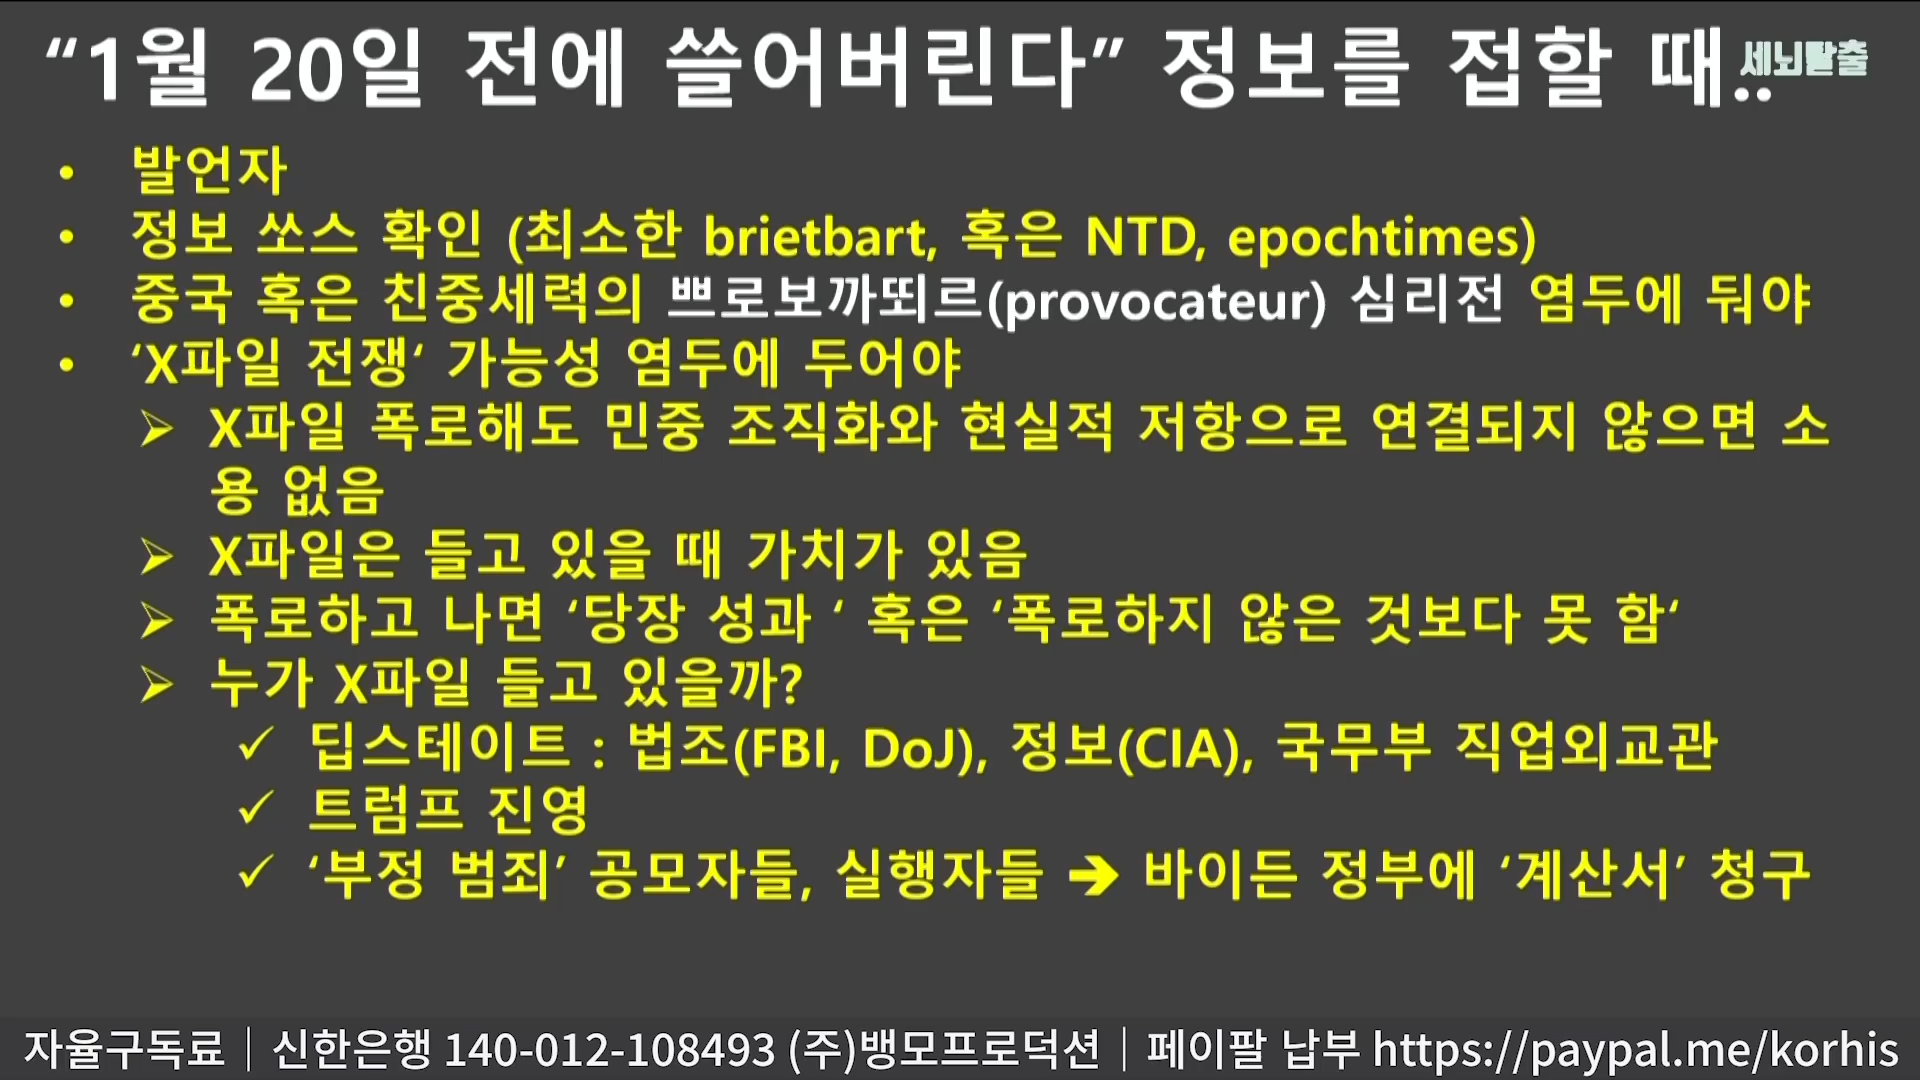 “1월 20일 전에 쓸어버린다” 정보를 접할 때..
세뇌탈출
• 발언자
• 정보 쏘스 확인 (최소한 brietbart, 혹은 NTD, epochtimes)
• 중국 혹은 친중세력의 쁘로보까뙤르(provocateur) 심리전 염두에 둬야
• ‘X파일 전쟁‘ 가능성 염두에 두어야
➢ X파일 폭로해도 민중 조직화와 현실적 저항으로 연결되지 않으면 소
용 없음
➢ X파일은 들고 있을 때 가치가 있음
➢ 폭로하고 나면 ‘당장 성과 ‘ 혹은 ‘폭로하지 않은 것보다 못 함‘
➢ 누가 X파일 들고 있을까?
✓ 딥스테이트 : 법조(FBI, DoJ), 정보(CIA), 국무부 직업외교관
✓ 트럼프 진영
✓ ‘부정 범죄’ 공모자들, 실행자들 ➔ 바이든 정부에 ‘계산서’ 청구
자율구독료｜신한은행 140-012-108493 (주)뱅모프로덕션｜페이팔 납부 https://paypal.me/korhis